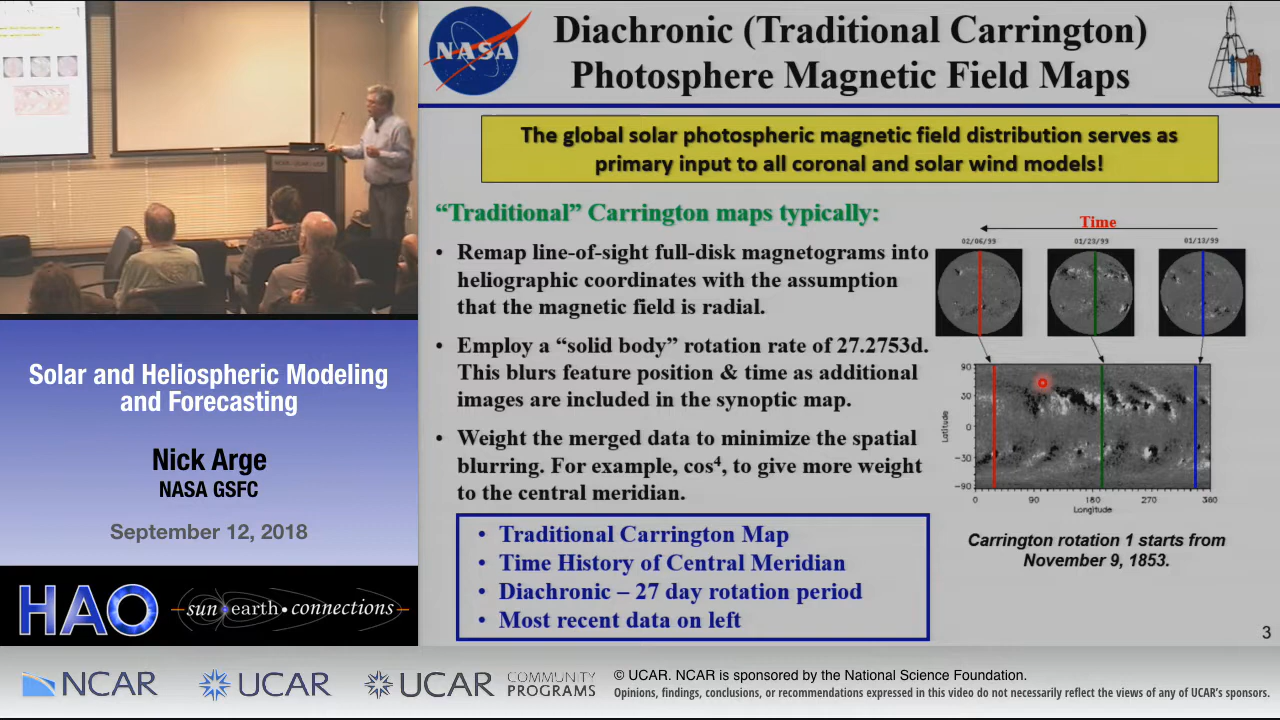 NASA
Diachronic (Traditional Carrington)
Photosphere Magnetic Field Maps
The global solar photospheric magnetic field distribution serves as
primary input to all coronal and solar wind models!
“Traditional” Carrington maps typically:
• Remap line-of-sight full-disk magnetograms into
heliographic coordinates with the assumption
that the magnetic field is radial.
• Employ a “solid body” rotation rate of 27.2753d.
This blurs feature position & time as additional
images are included in the synoptic map.
• Weight the merged data to minimize the spatial
blurring. For example, cos⁴, to give more weight
to the central meridian.
• Traditional Carrington Map
• Time History of Central Meridian
• Diachronic – 27 day rotation period
• Most recent data on left
Time
02/06/99 01/23/99 01/13/99
90
30
0
-30
-90
Latitude
0 90 180 270 360
Longitude
Carrington rotation 1 starts from
November 9, 1853.
3
Solar and Heliospheric Modeling
and Forecasting
Nick Arge
NASA GSFC
September 12, 2018
HAO
sun•earth•connections
NCAR
UCAR
UCAR
COMMUNITY
PROGRAMS
© UCAR. NCAR is sponsored by the National Science Foundation.
Opinions, findings, conclusions, or recommendations expressed in this video do not necessarily reflect the views of any of UCAR's sponsors.